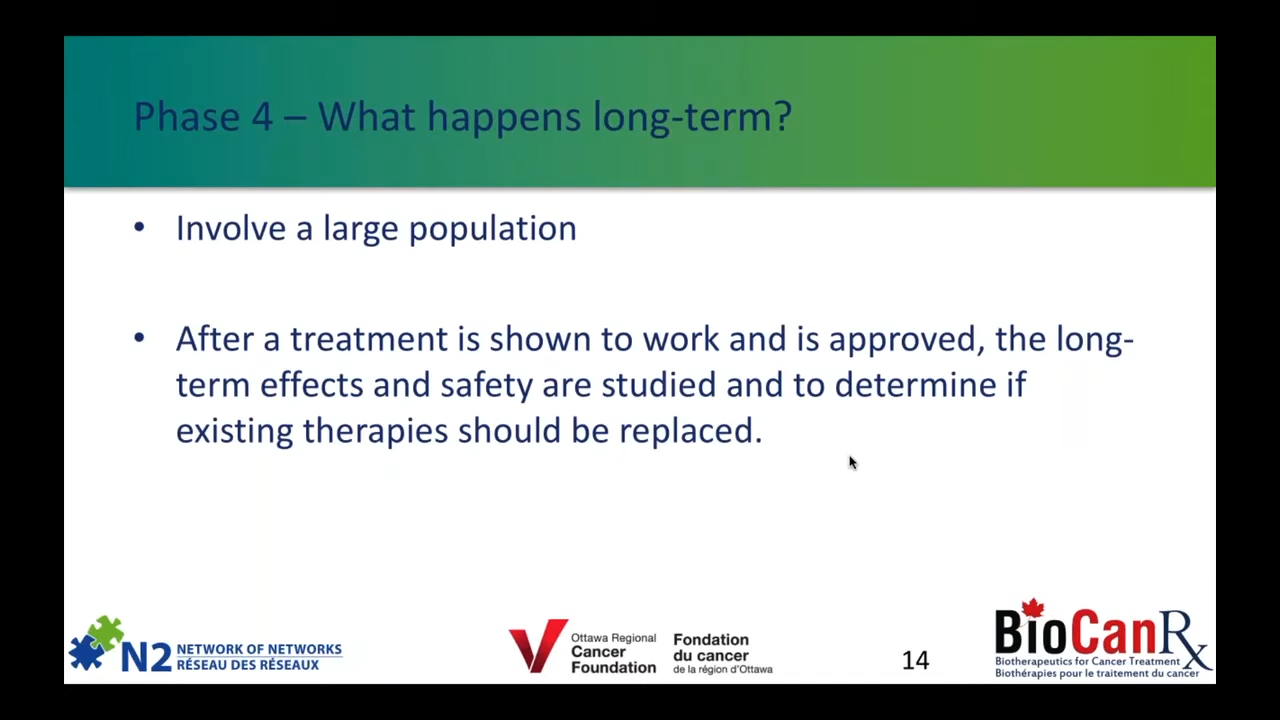 Phase 4 – What happens long-term?
• Involve a large population
• After a treatment is shown to work and is approved, the long-
term effects and safety are studied and to determine if
existing therapies should be replaced.
N2 NETWORK OF NETWORKS
RÉSEAU DES RÉSEAUX
Ottawa Regional
Cancer
Foundation
Fondation
du cancer
de la région d'Ottawa
14
BioCanRx
Biotherapeutics for Cancer Treatment
Biothérapies pour le traitement du cancer